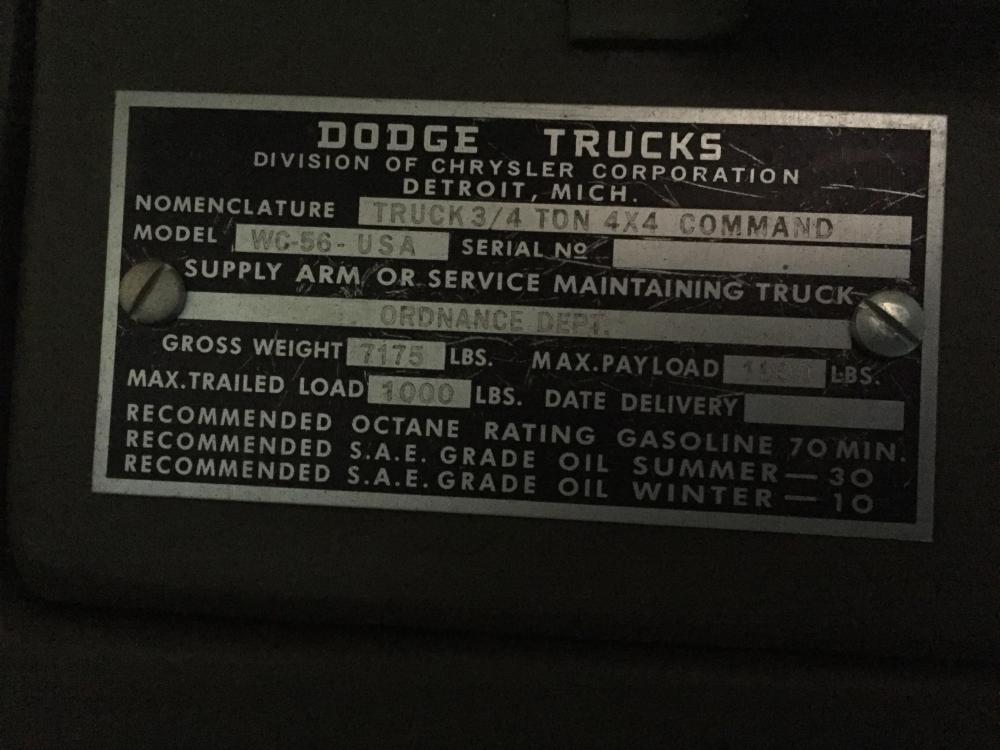 DODGE TRUCKS
DIVISION OF CHRYSLER CORPORATION
DETROIT, MICH.
NOMENCLATURE TRUCK 3/4 TON 4X4 COMMAND
MODEL WC-56-USA SERIAL Nº
SUPPLY ARM OR SERVICE MAINTAINING TRUCK
ORDNANCE DEPT.
GROSS WEIGHT 7175 LBS. MAX.PAYLOAD LBS.
MAX.TRAILED LOAD 1000 LBS. DATE DELIVERY
RECOMMENDED OCTANE RATING GASOLINE 70 MIN.
RECOMMENDED S.A.E. GRADE OIL SUMMER—30
RECOMMENDED S.A.E. GRADE OIL WINTER—10